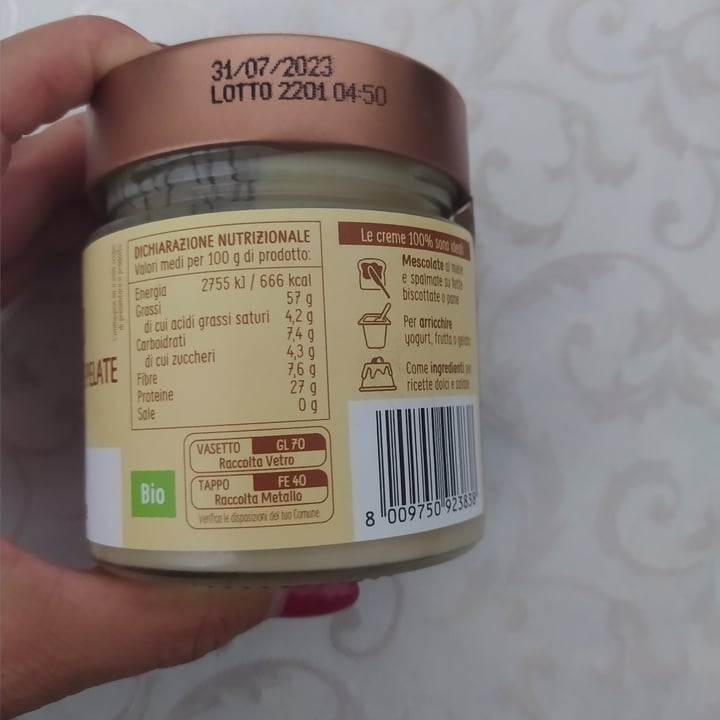 31/07/2023
LOTTO 2201 04:50
DICHIARAZIONE NUTRIZIONALE
Valori medi per 100 g di prodotto:
Energia 2755 kJ / 666 kcal
Grassi 57 g
di cui acidi grassi saturi 4,2 g
Carboidrati 7,4 g
di cui zuccheri 4,3 g
Fibre 7,6 g
Proteine 27 g
Sale 0 g
VASETTO GL 70
Raccolta Vetro
TAPPO FE 40
Raccolta Metallo
Verifica le disposizioni del tuo Comune.
Bio
Le creme 100% sono ideali
Mescolate al miele
e spalmate su fette
biscottate o pane
Per arricchire
yogurt, frutta o gelato
Come ingredienti per
ricette dolci e salate
8 009750 923838